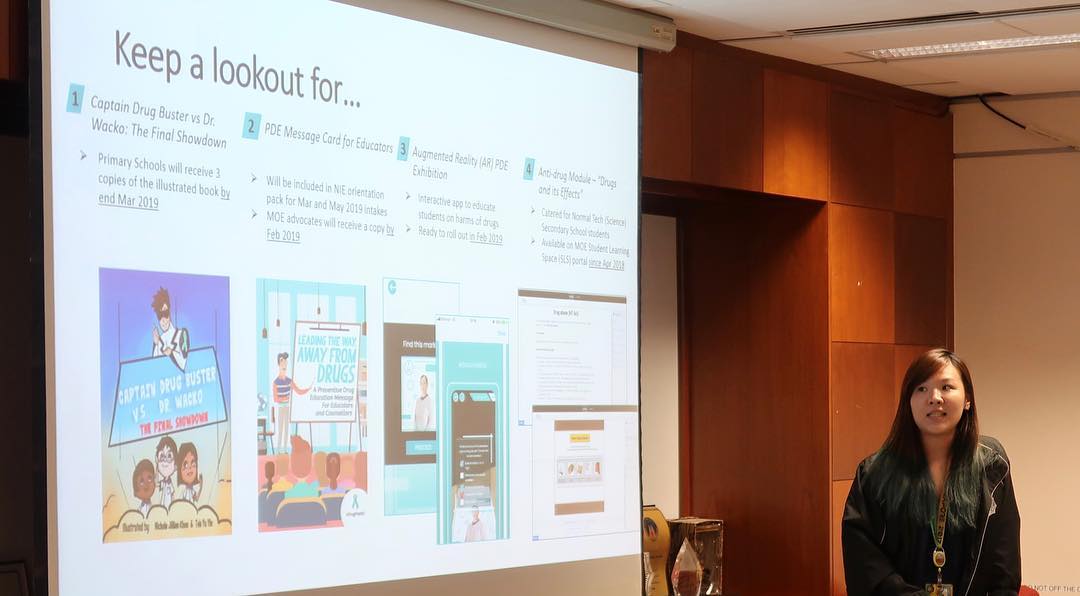 Keep a lookout for...
1
Captain Drug Buster vs Dr.
Wacko: The Final Showdown
Primary Schools will receive 3
copies of the illustrated book by
end Mar 2019
2
PDE Message Card for Educators
Will be included in NIE orientation
pack for Mar and May 2019 intakes
MOE advocates will receive a copy by
Feb 2019
3
Augmented Reality (AR) PDE
Exhibition
Interactive app to educate
students on harms of drugs
Ready to roll out in Feb 2019
4
Anti-drug Module – "Drugs
and its Effects"
Catered for Normal Tech (Science)
Secondary School students
Available on MOE Student Learning
Space (SLS) portal since Apr 2018
CAPTAIN DRUG BUSTER
VS. DR. WACKO
THE FINAL SHOWDOWN
Illustrated by
LEADING THE WAY
AWAY FROM
DRUGS
A Preventive Drug
Education Message
For Educators
and Counsellors
Find this mark
NOT OFF THE